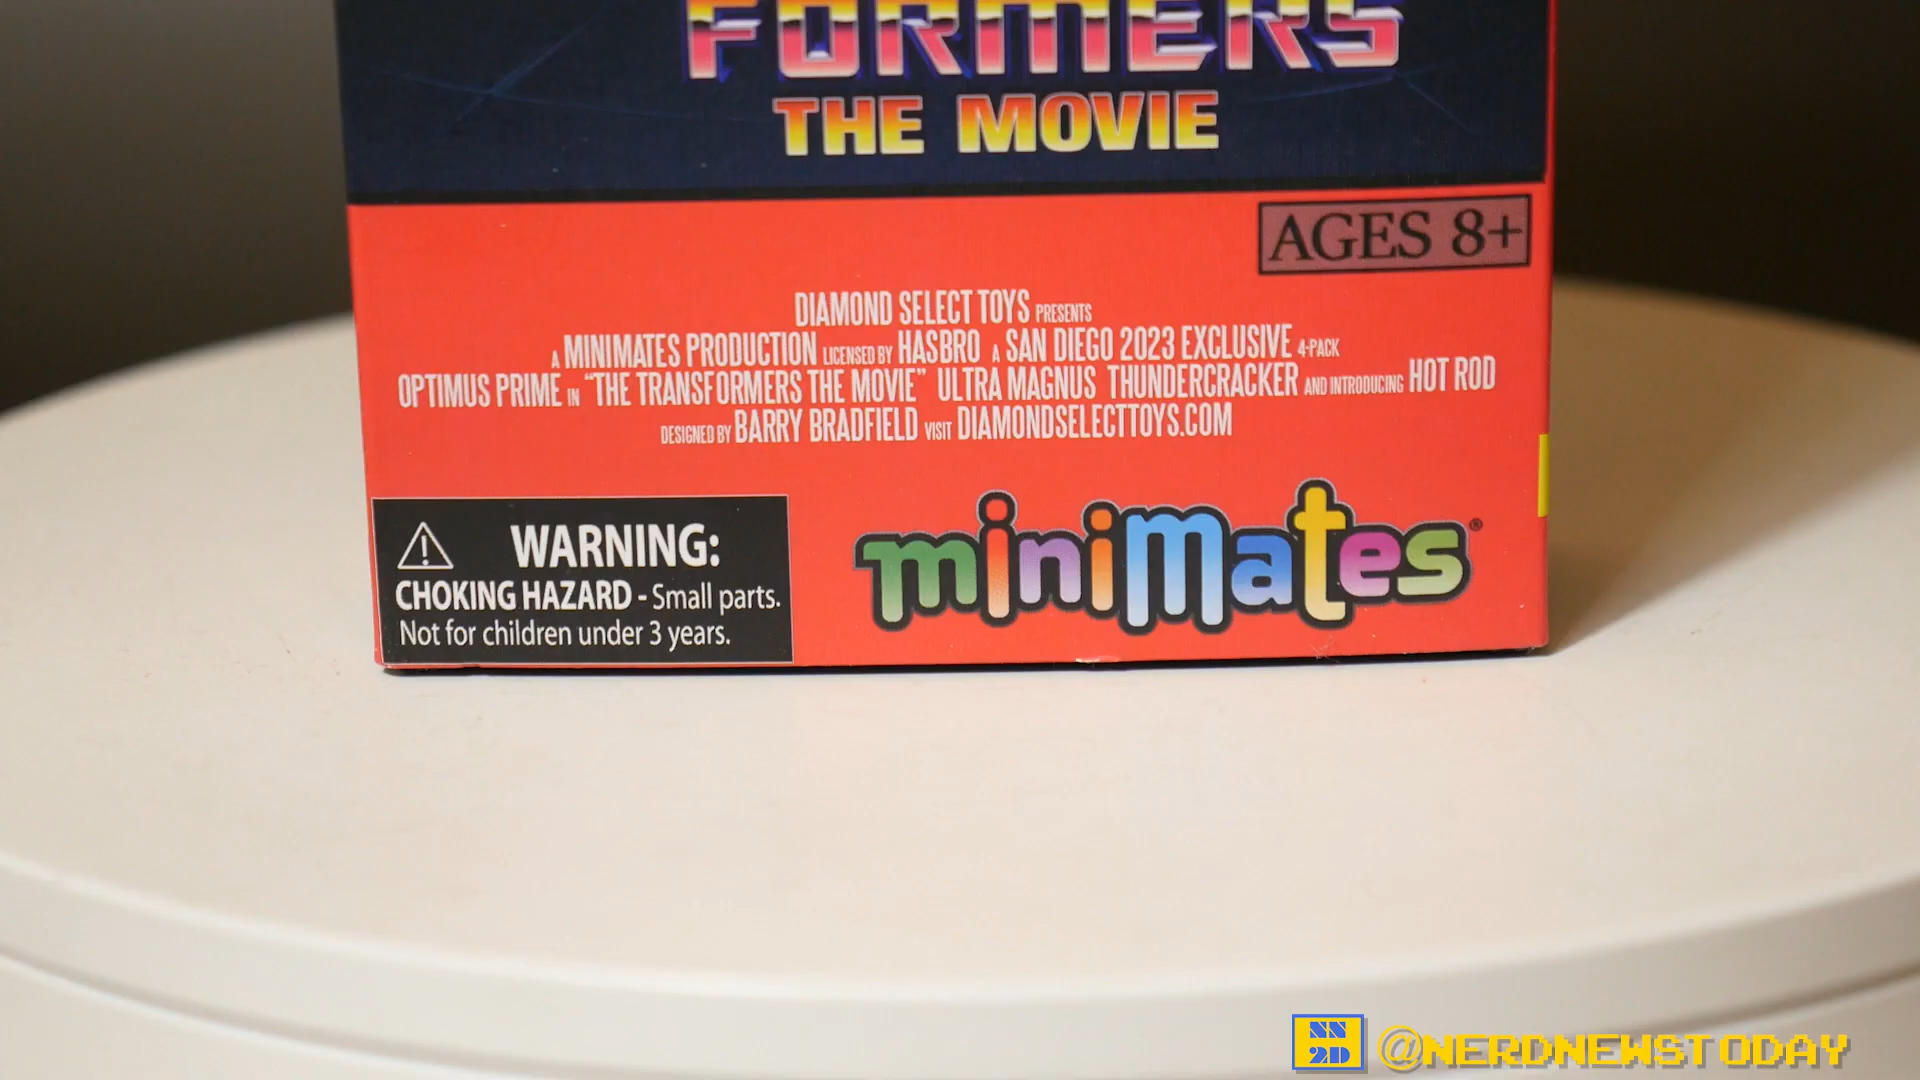 FORMERS
THE MOVIE
AGES 8+
DIAMOND SELECT TOYS PRESENTS
A MINIMATES PRODUCTION LICENSED BY HASBRO A SAN DIEGO 2023 EXCLUSIVE 4-PACK
OPTIMUS PRIME IN "THE TRANSFORMERS THE MOVIE" ULTRA MAGNUS THUNDERCRACKER AND INTRODUCING HOT ROD
DESIGNED BY BARRY BRADFIELD VISIT DIAMONDSELECTTOYS.COM
WARNING:
CHOKING HAZARD - Small parts.
Not for children under 3 years.
minimates®
NN
2D
@NERDNEWSTODAY